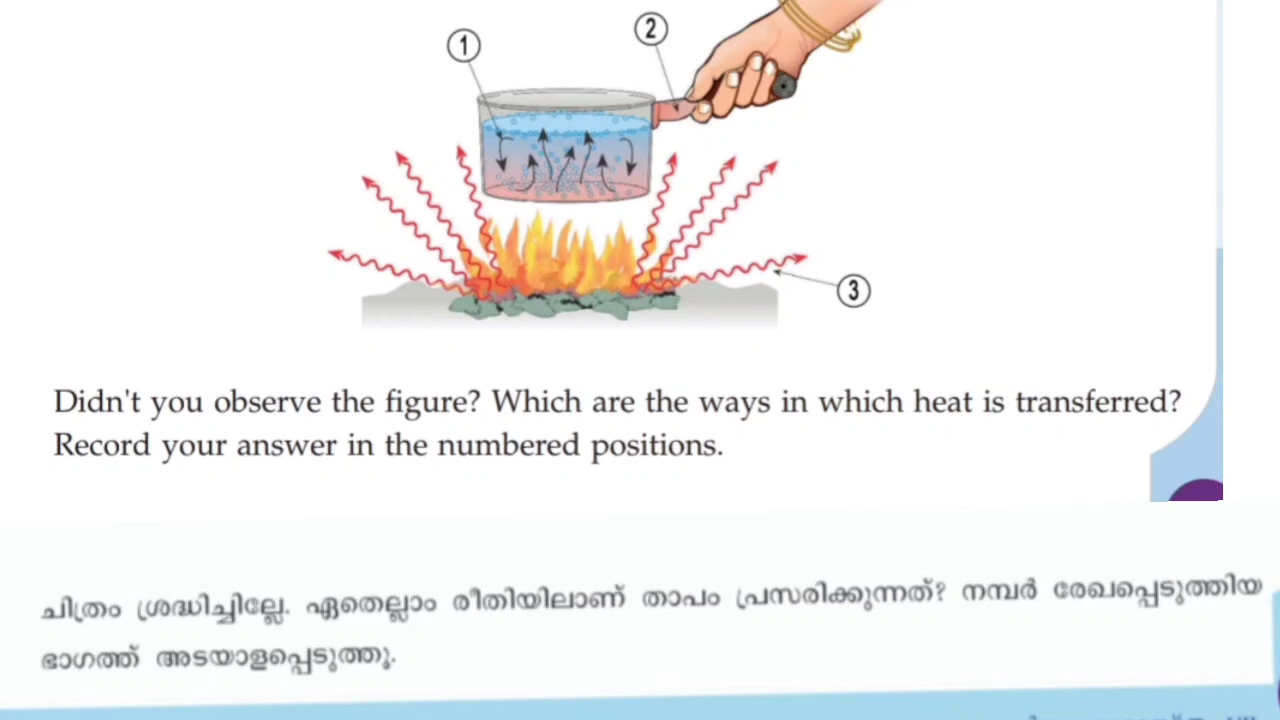 1
2
3
Didn't you observe the figure? Which are the ways in which heat is transferred?
Record your answer in the numbered positions.
ചിത്രം ശ്രദ്ധിച്ചില്ലേ. ഏതെല്ലാം രീതിയിലാണ് താപം പ്രസരിക്കുന്നത്? നമ്പർ രേഖപ്പെടുത്തിയ
ഭാഗത്ത് അടയാളപ്പെടുത്തൂ.